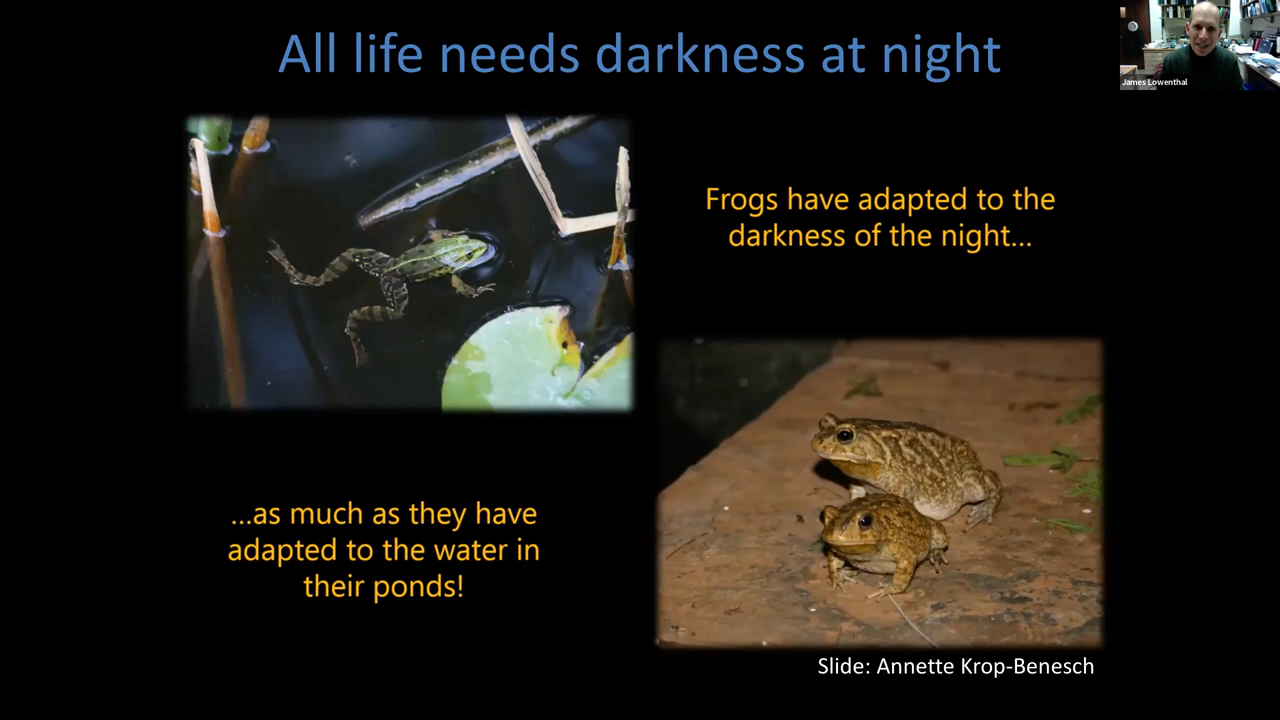 All life needs darkness at night
James Lowenthal
Frogs have adapted to the
darkness of the night...
...as much as they have
adapted to the water in
their ponds!
Slide: Annette Krop-Benesch